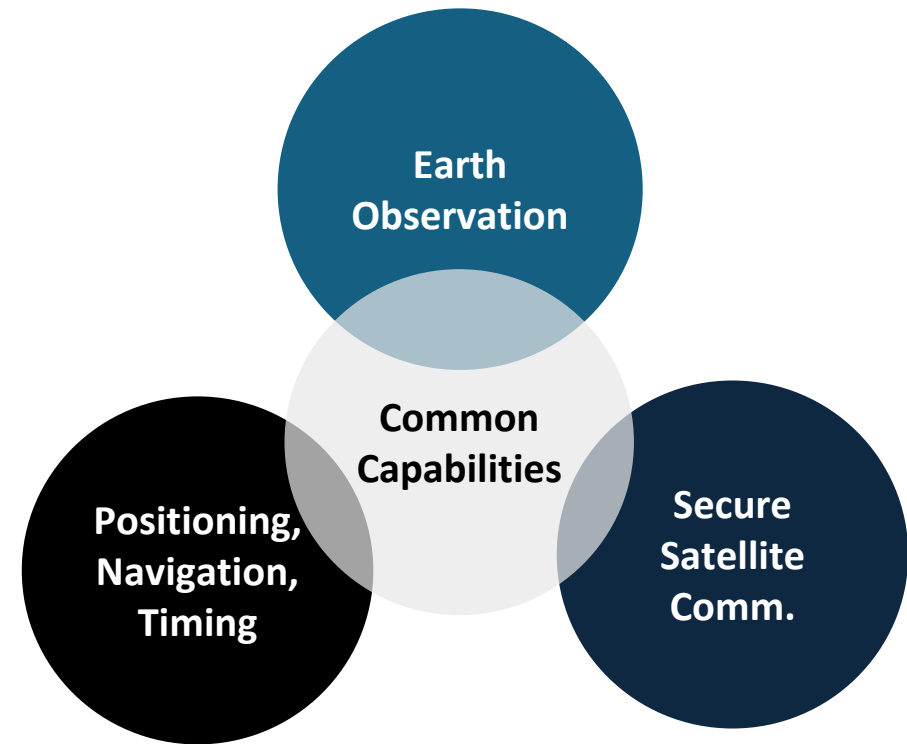 Earth
Observation
Common
Capabilities
Positioning,
Navigation,
Timing
Secure
Satellite
Comm.